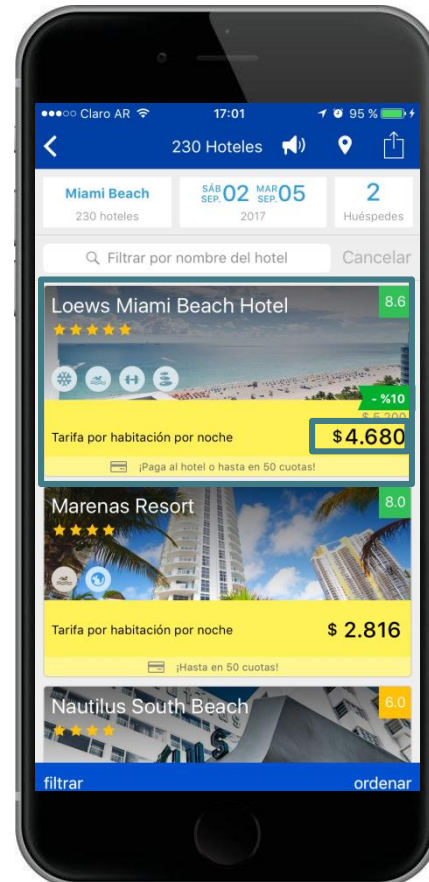 Claro AR 17:01 95 %
230 Hoteles
Miami Beach SÁB 02 MAR 05 2
SEP. SEP.
230 hoteles 2017 Huéspedes
Filtrar por nombre del hotel Cancelar
Loews Miami Beach Hotel 8.6
- %10
$ 5.200
Tarifa por habitación por noche $4.680
¡Paga al hotel o hasta en 50 cuotas!
Marenas Resort 8.0
Tarifa por habitación por noche $ 2.816
¡Hasta en 50 cuotas!
Nautilus South Beach 6.0
filtrar ordenar